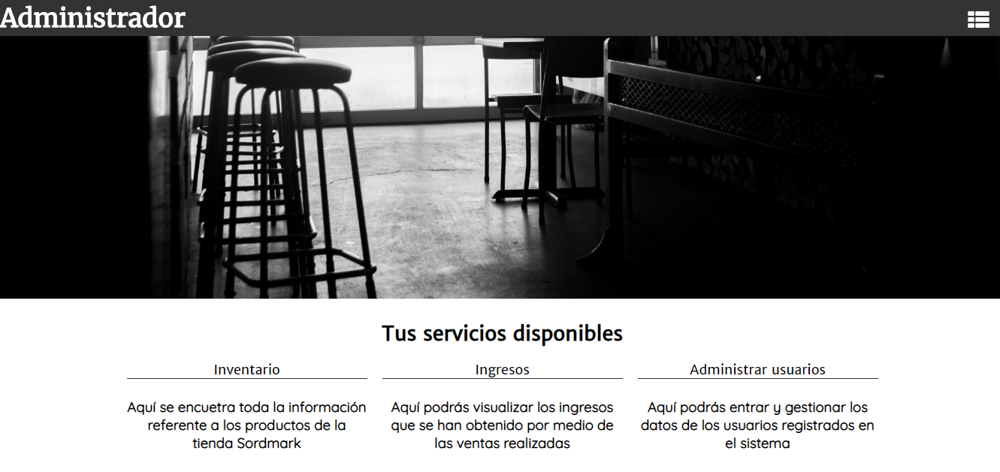 Administrador
Tus servicios disponibles
Inventario
Ingresos
Administrar usuarios
Aquí se encuetra toda la información
referente a los productos de la
tienda Sordmark
Aquí podrás visualizar los ingresos
que se han obtenido por medio de
las ventas realizadas
Aquí podrás entrar y gestionar los
datos de los usuarios registrados en
el sistema